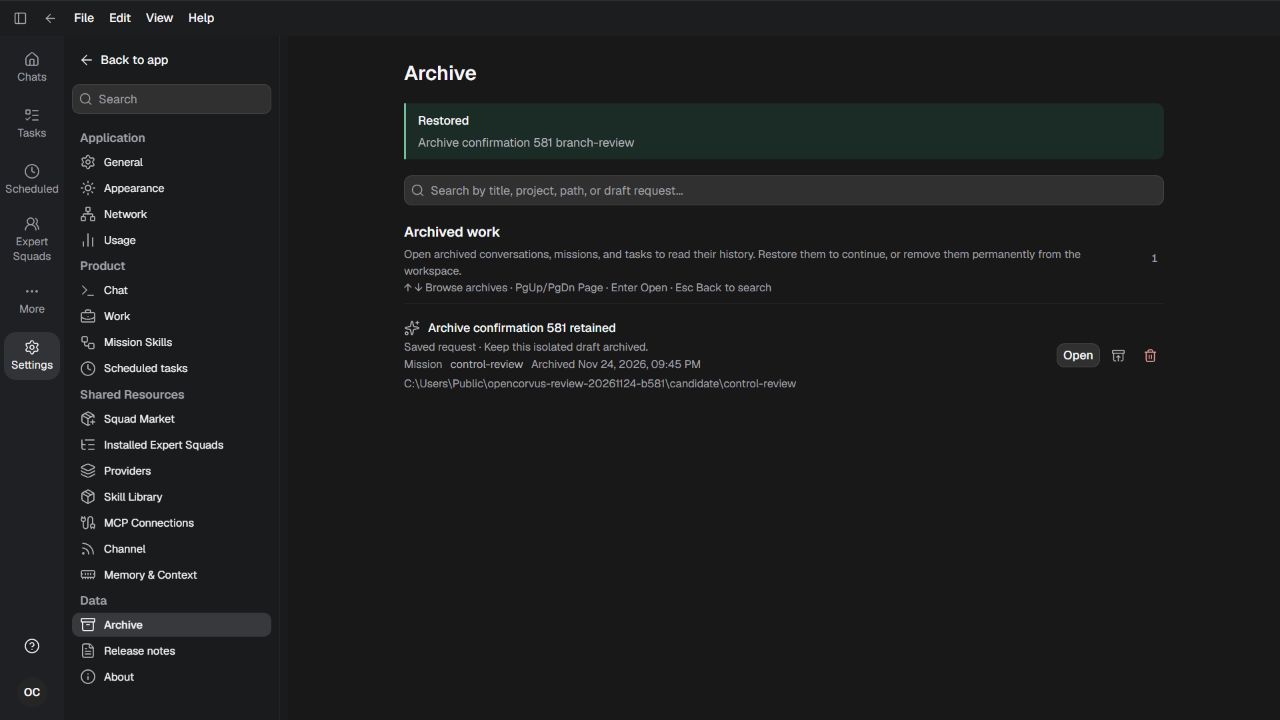 File Edit View Help
Chats
Tasks
Scheduled
Expert
Squads
More
Settings
OC
Back to app
Search
Application
General
Appearance
Network
Usage
Product
Chat
Work
Mission Skills
Scheduled tasks
Shared Resources
Squad Market
Installed Expert Squads
Providers
Skill Library
MCP Connections
Channel
Memory & Context
Data
Archive
Release notes
About
Archive
Restored
Archive confirmation 581 branch-review
Search by title, project, path, or draft request...
Archived work
Open archived conversations, missions, and tasks to read their history. Restore them to continue, or remove them permanently from the
workspace.
1
↑↓ Browse archives · PgUp/PgDn Page · Enter Open · Esc Back to search
Archive confirmation 581 retained
Saved request · Keep this isolated draft archived.
Mission control-review Archived Nov 24, 2026, 09:45 PM
C:\Users\Public\opencorvus-review-20261124-b581\candidate\control-review
Open